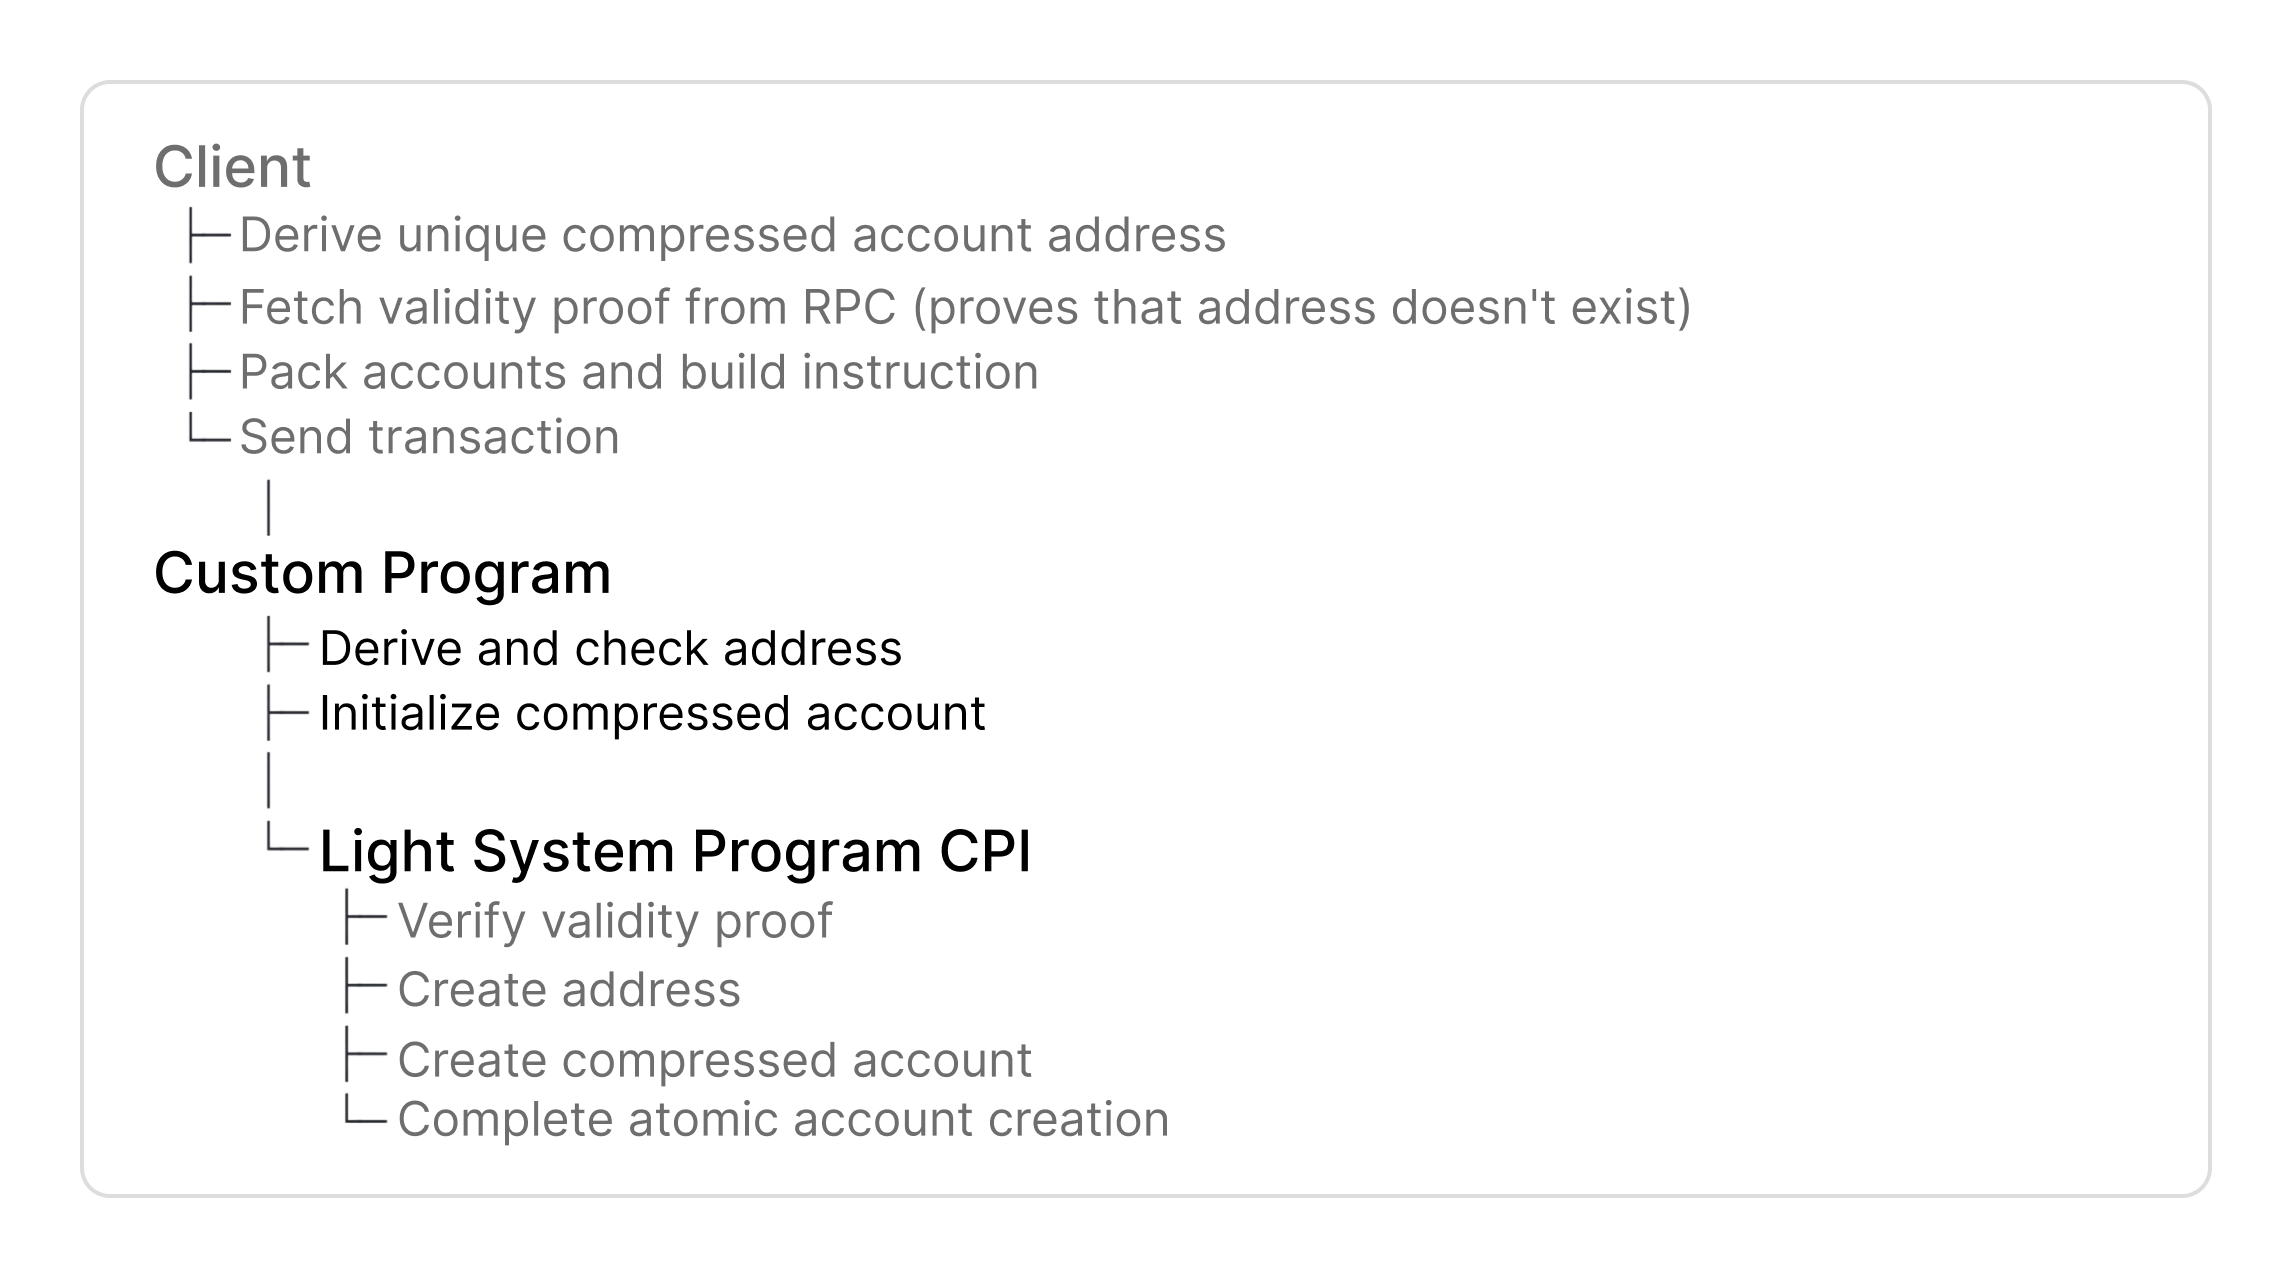 Client
Derive unique compressed account address
Fetch validity proof from RPC (proves that address doesn't exist)
Pack accounts and build instruction
Send transaction
Custom Program
Derive and check address
Initialize compressed account
Light System Program CPI
Verify validity proof
Create address
Create compressed account
Complete atomic account creation